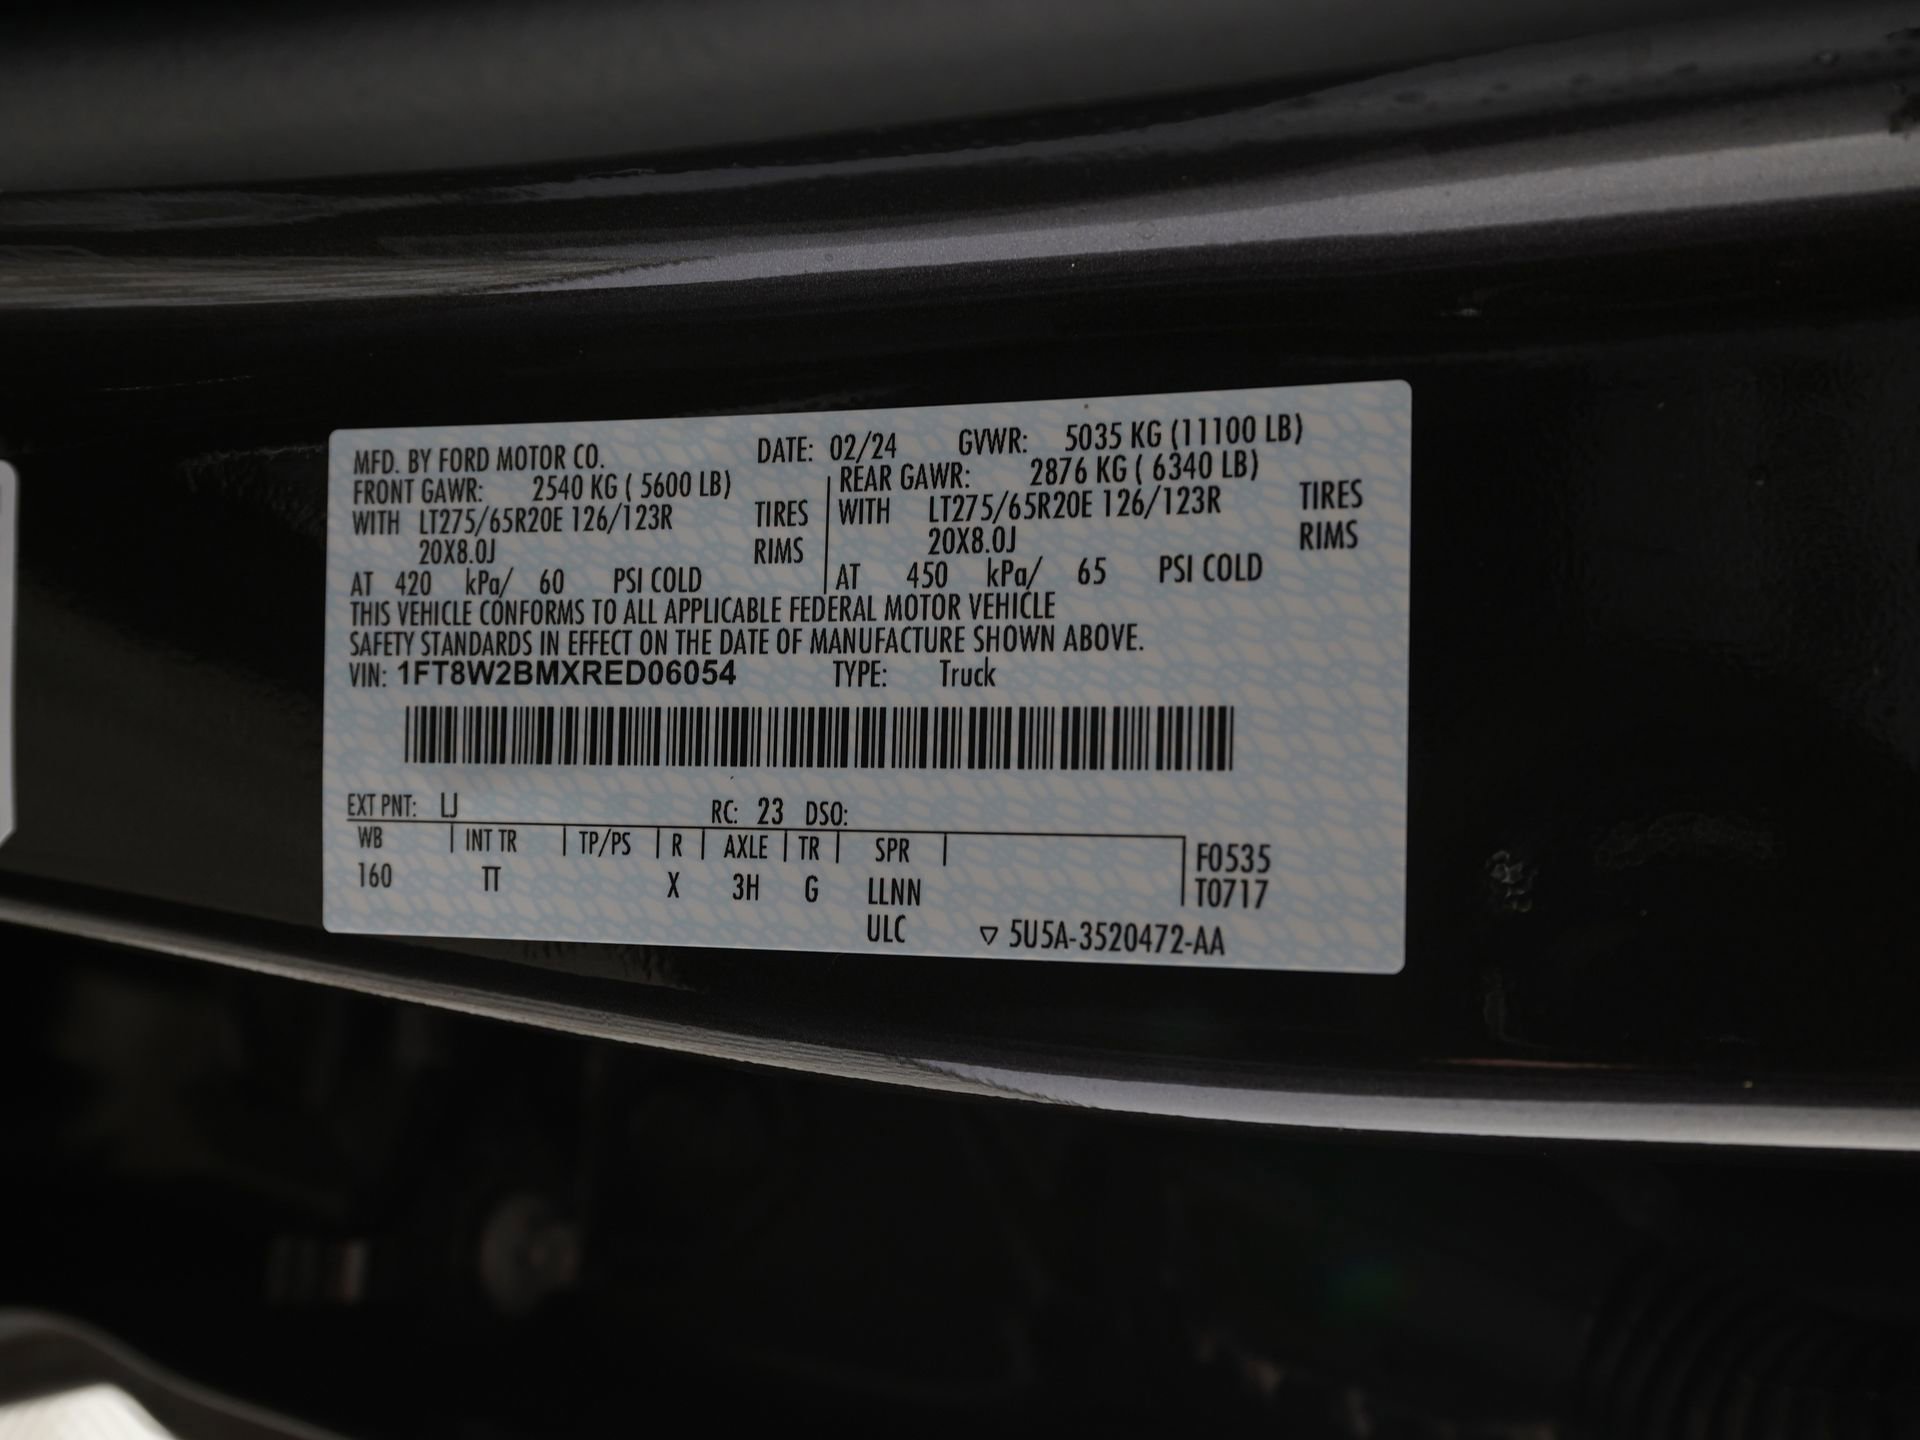 MFD. BY FORD MOTOR CO. DATE: 02/24 GVWR: 5035 KG (11100 LB)
FRONT GAWR: 2540 KG ( 5600 LB) REAR GAWR: 2876 KG ( 6340 LB)
WITH LT275/65R20E 126/123R TIRES WITH LT275/65R20E 126/123R TIRES
20X8.0J RIMS 20X8.0J RIMS
AT 420 kPa/ 60 PSI COLD AT 450 kPa/ 65 PSI COLD
THIS VEHICLE CONFORMS TO ALL APPLICABLE FEDERAL MOTOR VEHICLE
SAFETY STANDARDS IN EFFECT ON THE DATE OF MANUFACTURE SHOWN ABOVE.
VIN: 1FT8W2BMXRED06054 TYPE: Truck
EXT PNT: LJ RC: 23 DSO:
WB INT TR TP/PS R AXLE TR SPR F0535
160 TT X 3H G LLNN T0717
ULC ▽ 5U5A-3520472-AA